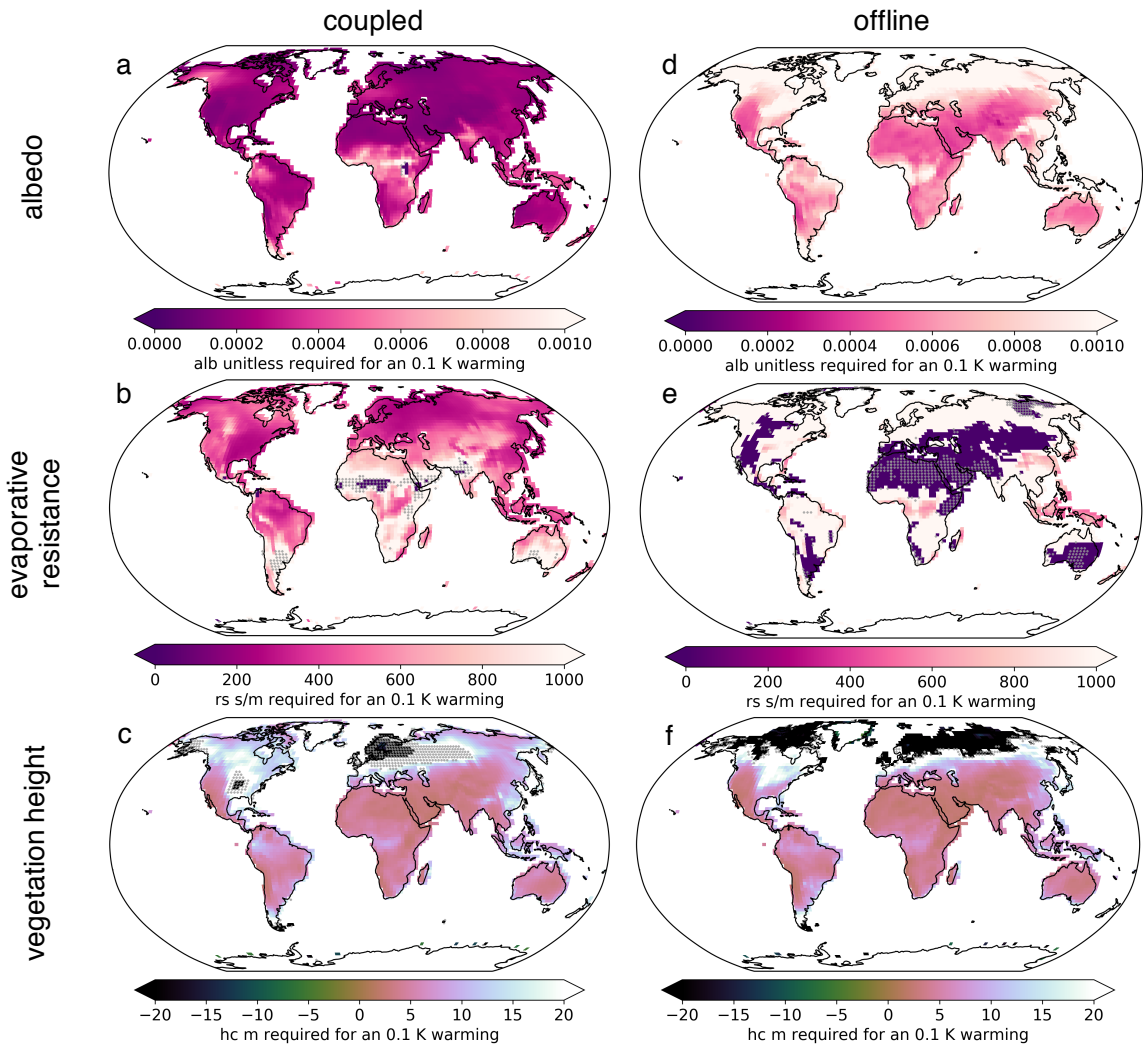 coupled
offline
albedo
a
d
0.0000 0.0002 0.0004 0.0006 0.0008 0.0010
alb unitless required for an 0.1 K warming
0.0000 0.0002 0.0004 0.0006 0.0008 0.0010
alb unitless required for an 0.1 K warming
evaporative
resistance
b
e
0 200 400 600 800 1000
rs s/m required for an 0.1 K warming
0 200 400 600 800 1000
rs s/m required for an 0.1 K warming
vegetation height
c
f
−20 −15 −10 −5 0 5 10 15 20
hc m required for an 0.1 K warming
−20 −15 −10 −5 0 5 10 15 20
hc m required for an 0.1 K warming